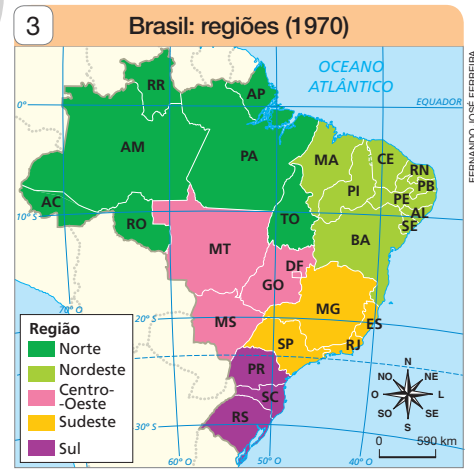 3
Brasil: regiões (1970)
OCEANO
ATLÂNTICO
EQUADOR
FERNANDO JOSÉ FERREIRA
0°
RR
AP
AM
PA
MA
CE
RN
PB
PI
PE
AL
SE
AC
10° S
RO
TO
BA
MT
DF
GO
MG
70° O
20° S
MS
ES
SP
RJ
PR
SC
RS
30° S
60° O
50° O
40° O
Região
Norte
Nordeste
Centro-
-Oeste
Sudeste
Sul
N
NO
NE
O
L
SO
SE
S
0
590 km